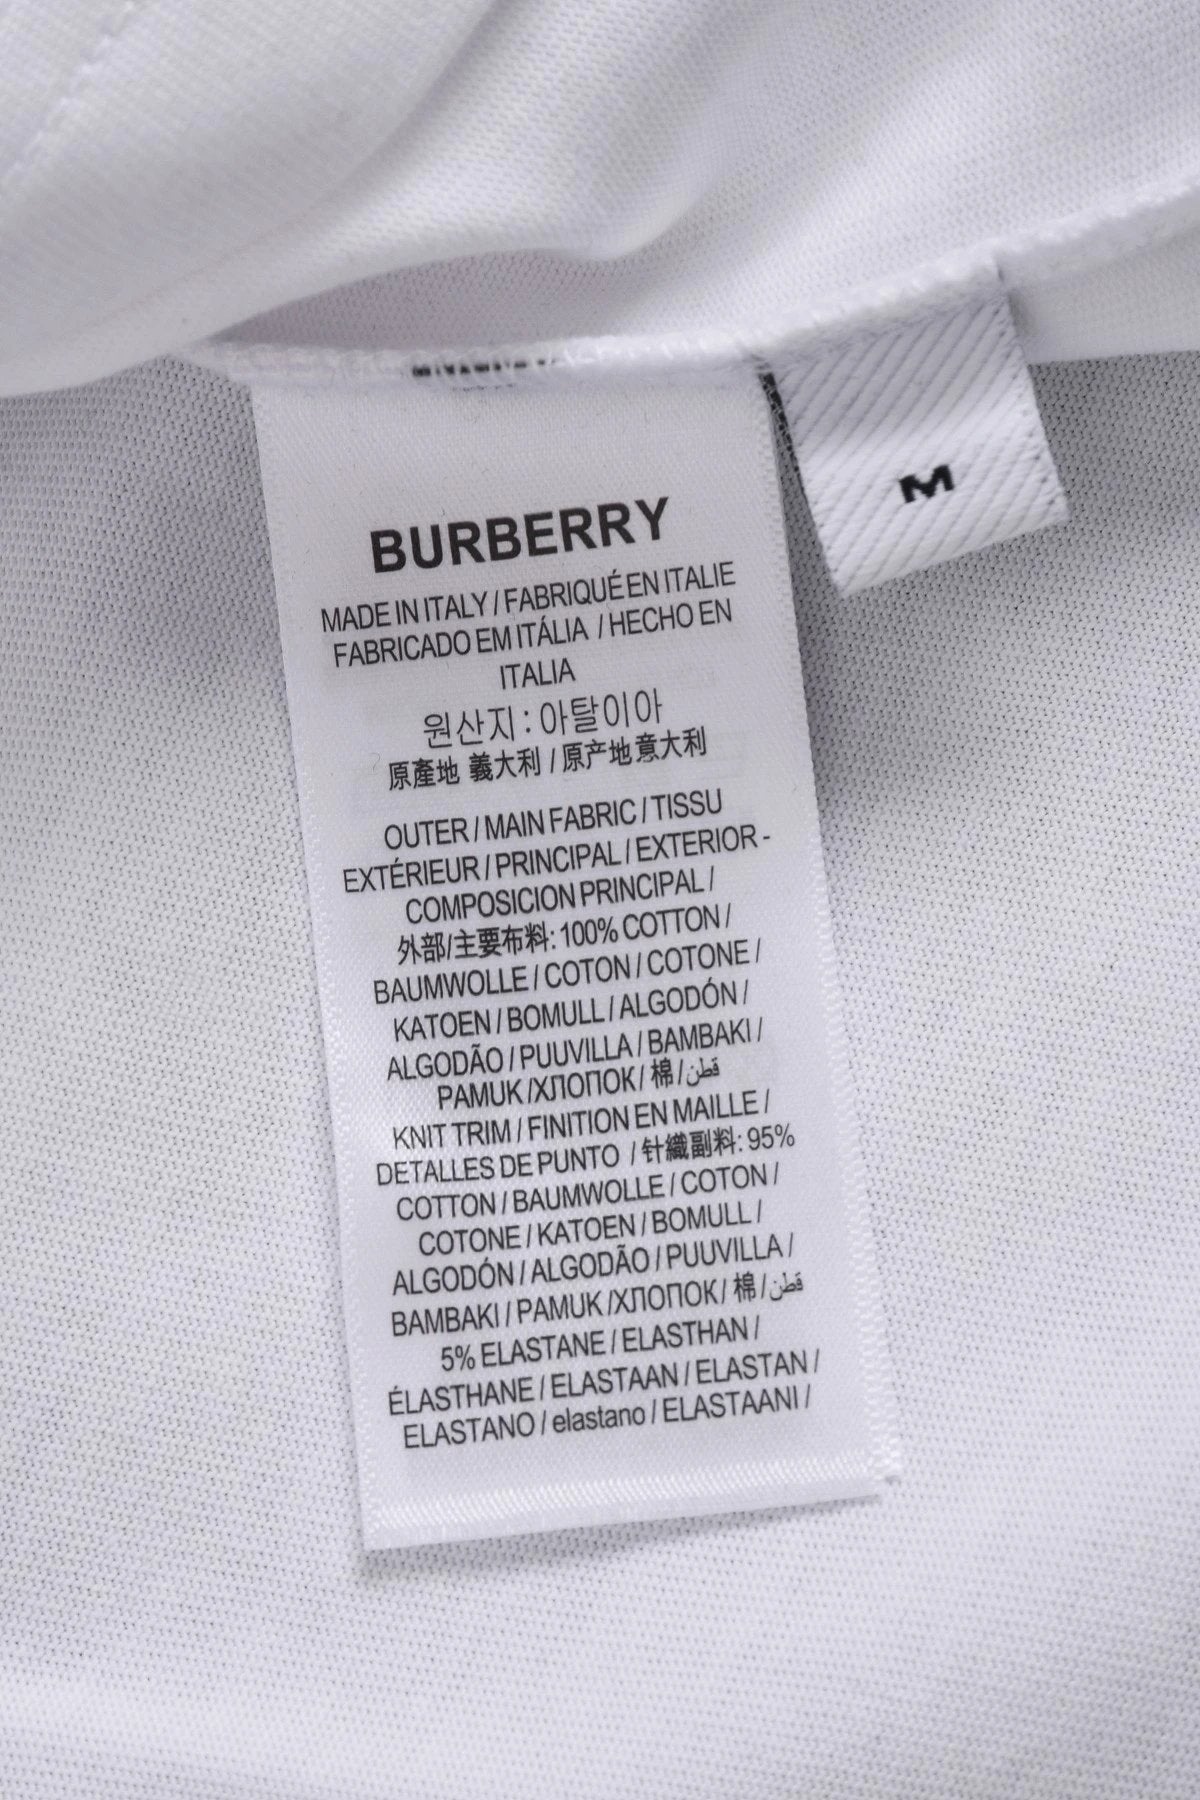 BURBERRY
MADE IN ITALY / FABRIQUÉ EN ITALIE
FABRICADO EM ITÁLIA / HECHO EN
ITALIA
원산지 : 아탈이아
原產地 義大利 / 原产地意大利
OUTER / MAIN FABRIC / TISSU
EXTÉRIEUR / PRINCIPAL / EXTERIOR -
COMPOSICION PRINCIPAL /
外部/主要布料: 100% COTTON /
BAUMWOLLE / COTON / COTONE /
KATOEN / BOMULL / ALGODÓN /
ALGODÃO / PUUVILLA / BAMBAKI /
PAMUK /ХЛОПОК / 棉 / قطن
KNIT TRIM / FINITION EN MAILLE /
DETALLES DE PUNTO / 针織副料: 95%
COTTON / BAUMWOLLE / COTON /
COTONE / KATOEN / BOMULL /
ALGODÓN / ALGODÃO / PUUVILLA /
BAMBAKI / PAMUK /ХЛОПОК / 棉 / قطن
5% ELASTANE / ELASTHAN /
ÉLASTHANE / ELASTAAN / ELASTAN /
ELASTANO / elastano / ELASTAANI /
M